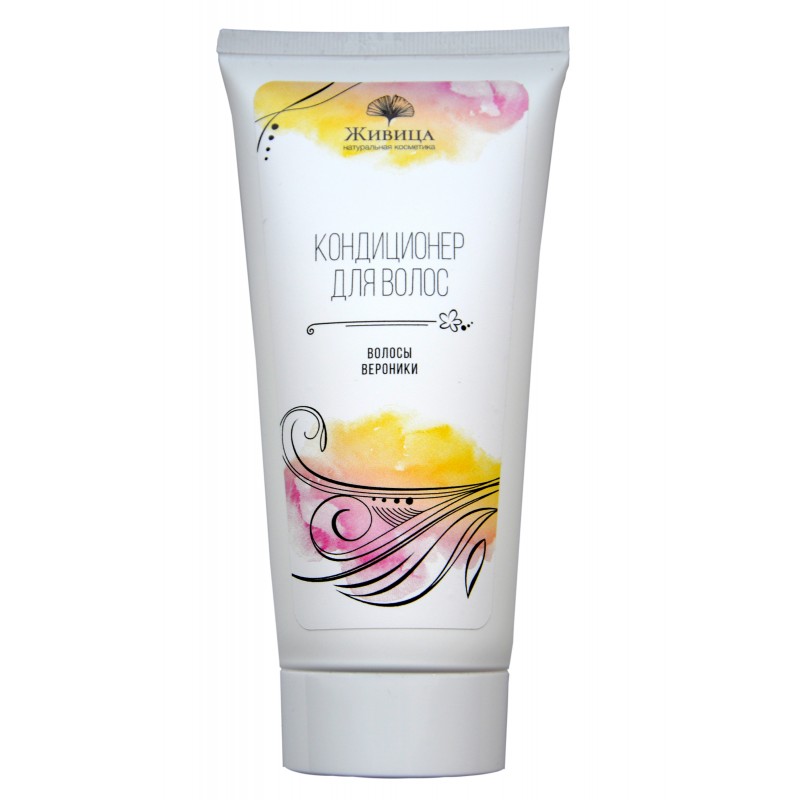 Живица
натуральная косметика
КОНДИЦИОНЕР
ДЛЯ ВОЛОС
ВОЛОСЫ
ВЕРОНИКИ